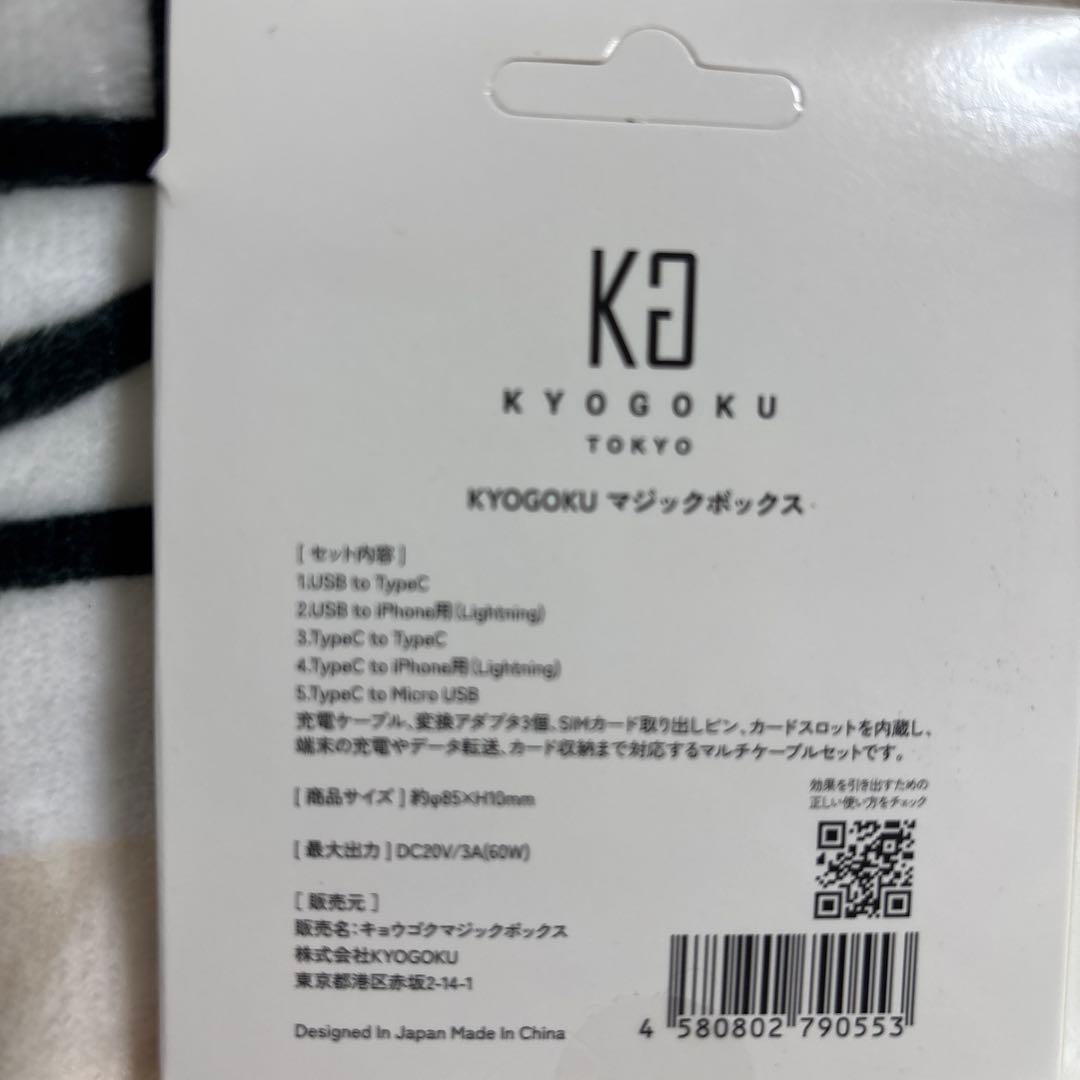 KG
KYOGOKU
TOKYO
KYOGOKU マジックボックス
[ セット内容 ]
1.USB to TypeC
2.USB to iPhone用(Lightning)
3.TypeC to TypeC
4.TypeC to iPhone用(Lightning)
5.TypeC to Micro USB
充電ケーブル、変換アダプタ3個、SIMカード取り出しピン、カードスロットを内蔵し、
端末の充電やデータ転送、カード収納まで対応するマルチケーブルセットです。
[ 商品サイズ ] 約φ85×H10mm
効果を引き出すための
正しい使い方をチェック
[ 最大出力 ] DC20V/3A(60W)
[ 販売元 ]
販売名:キョウゴクマジックボックス
株式会社KYOGOKU
東京都港区赤坂2-14-1
Designed In Japan Made In China
4 580802 790553